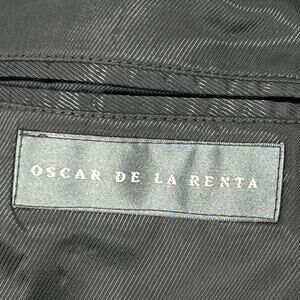 OSCAR DE LA RENTA